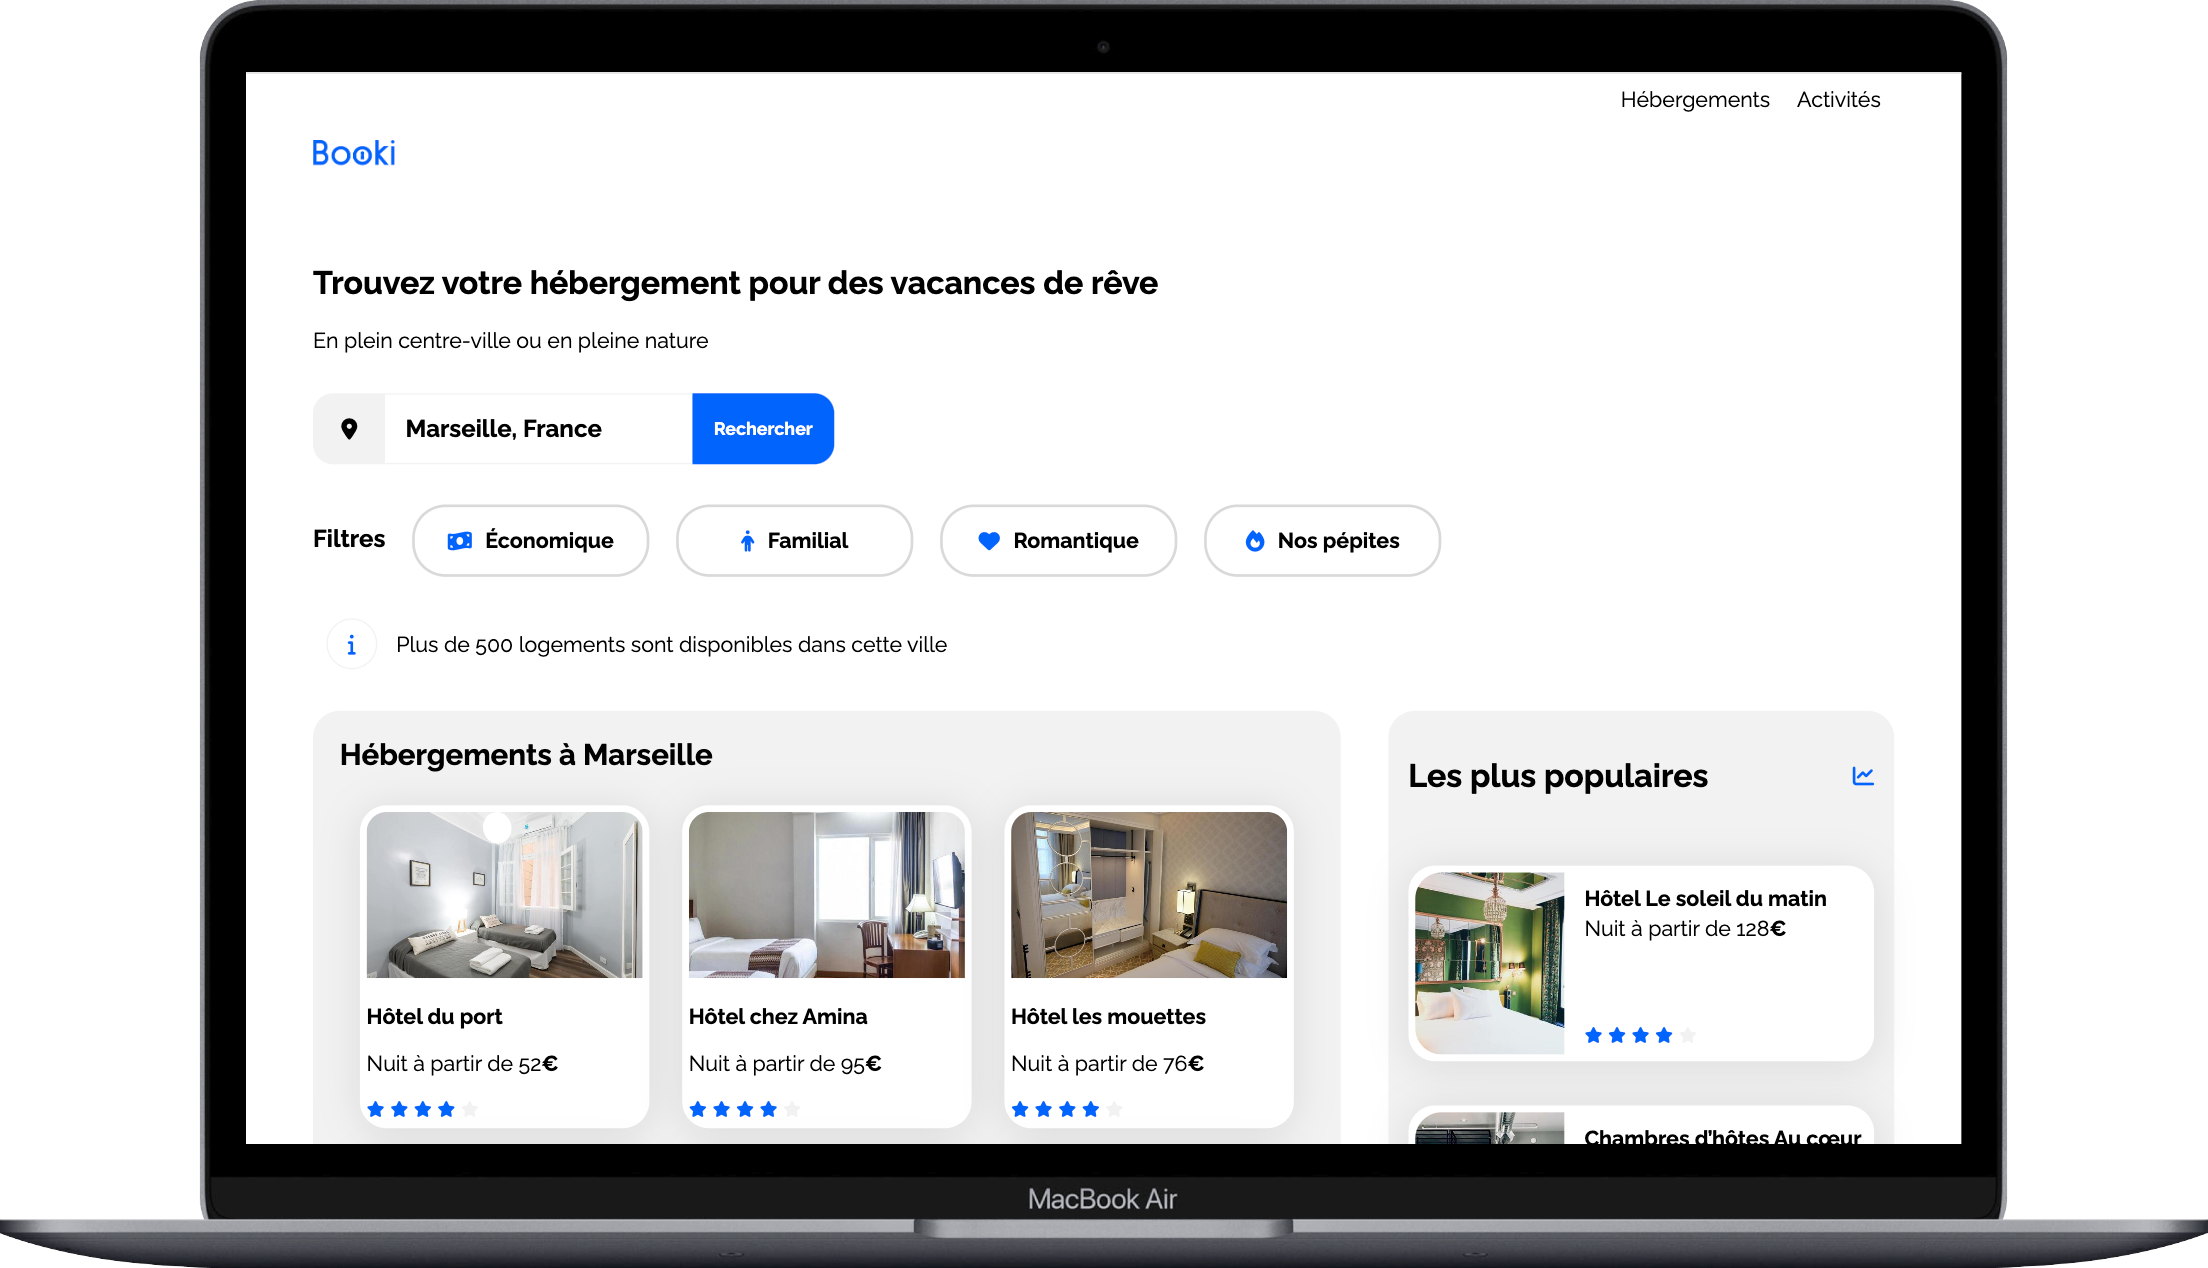 Hébergements Activités
Booki
Trouvez votre hébergement pour des vacances de rêve
En plein centre-ville ou en pleine nature
Marseille, France Rechercher
Filtres Économique Familial Romantique Nos pépites
Plus de 500 logements sont disponibles dans cette ville
Hébergements à Marseille
Hôtel du port
Nuit à partir de 52€
Hôtel chez Amina
Nuit à partir de 95€
Hôtel les mouettes
Nuit à partir de 76€
Les plus populaires
Hôtel Le soleil du matin
Nuit à partir de 128€
Chambres d'hôtes Au cœur
MacBook Air